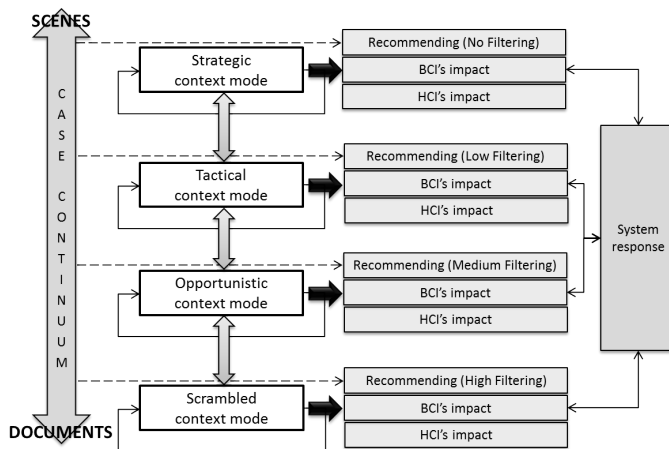 SCENES
Recommending (No Filtering)
Strategic
context mode
BCI's impact
HCI's impact
CASE CONTINUUM
Recommending (Low Filtering)
Tactical
context mode
BCI's impact
HCI's impact
System
response
Recommending (Medium Filtering)
Opportunistic
context mode
BCI's impact
HCI's impact
Recommending (High Filtering)
Scrambled
context mode
BCI's impact
HCI's impact
DOCUMENTS